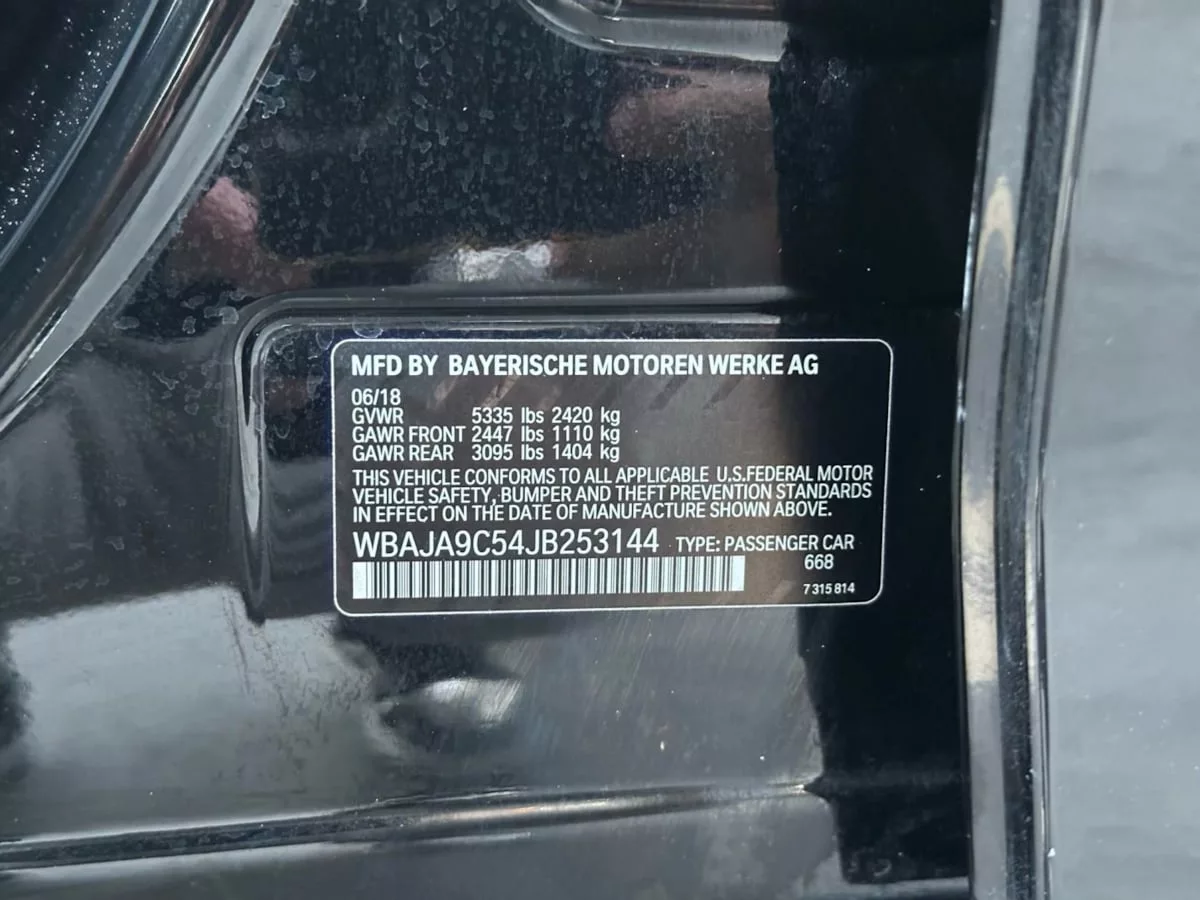 MFD BY BAYERISCHE MOTOREN WERKE AG
06/18
GVWR 5335 lbs 2420 kg
GAWR FRONT 2447 lbs 1110 kg
GAWR REAR 3095 lbs 1404 kg
THIS VEHICLE CONFORMS TO ALL APPLICABLE U.S.FEDERAL MOTOR
VEHICLE SAFETY, BUMPER AND THEFT PREVENTION STANDARDS
IN EFFECT ON THE DATE OF MANUFACTURE SHOWN ABOVE.
WBAJA9C54JB253144 TYPE: PASSENGER CAR
668
7 315 814